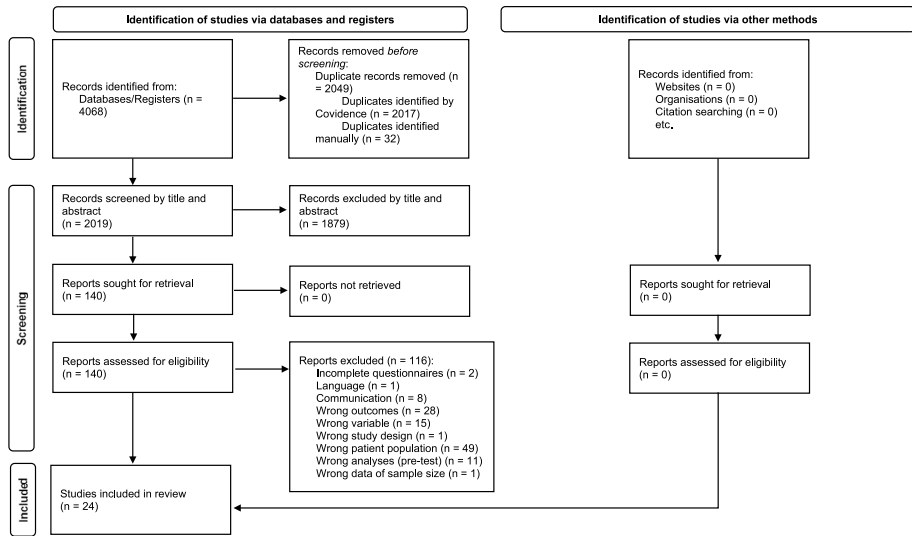 Identification of studies via databases and registers
Identification of studies via other methods
Identification
Records identified from:
Databases/Registers (n =
4068)
Records removed before
screening:
Duplicate records removed (n
= 2049)
Duplicates identified by
Covidence (n = 2017)
Duplicates identified
manually (n = 32)
Records identified from:
Websites (n = 0)
Organisations (n = 0)
Citation searching (n = 0)
etc.
Screening
Records screened by title and
abstract
(n = 2019)
Records excluded by title and
abstract
(n = 1879)
Reports sought for retrieval
(n = 140)
Reports not retrieved
(n = 0)
Reports sought for retrieval
(n = 0)
Reports assessed for eligibility
(n = 140)
Reports excluded (n = 116):
Incomplete questionnaires (n = 2)
Language (n = 1)
Communication (n = 8)
Wrong outcomes (n = 28)
Wrong variable (n = 15)
Wrong study design (n = 1)
Wrong patient population (n = 49)
Wrong analyses (pre-test) (n = 11)
Wrong data of sample size (n = 1)
Reports assessed for eligibility
(n = 0)
Included
Studies included in review
(n = 24)